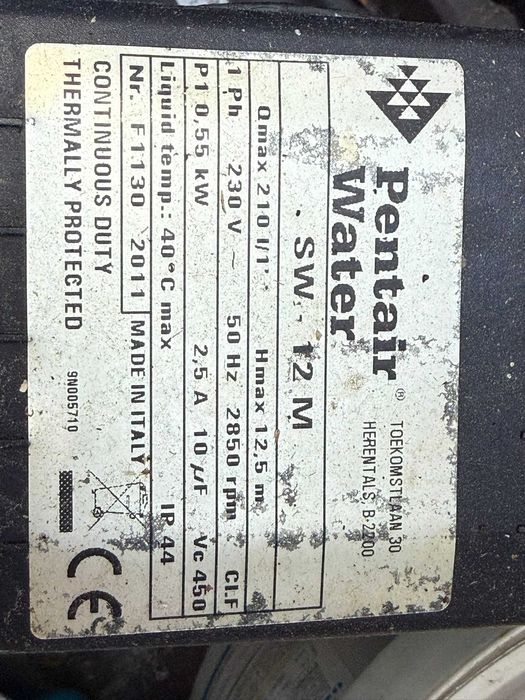 Pentair®
Water
TOEKOMSTLAAN 30
HERENTALS, B-2200
SW - 12 M
Qmax 210 l/1' Hmax 12,5 m
1 Ph 230 V ~ 50 Hz 2850 rpm Cl.F
P1 0,55 kW 2,5 A 10 µF Vc 450
Liquid temp.: 40°C max IP 44
Nr. F1130 2011 MADE IN ITALY
CONTINUOUS DUTY
THERMALLY PROTECTED
9N005710
CE